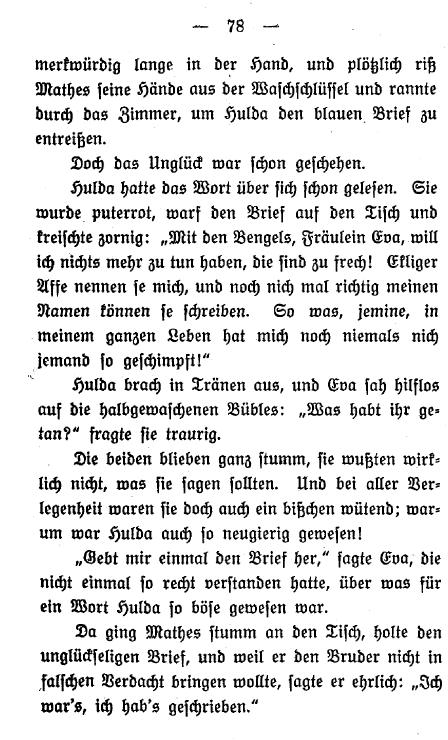 — 78 —
merkwürdig lange in der Hand, und plötzlich riß
Mathes seine Hände aus der Waschschlüssel und rannte
durch das Zimmer, um Hulda den blauen Brief zu
entreißen.
Doch das Unglück war schon geschehen.
Hulda hatte das Wort über sich schon gelesen. Sie
wurde puterrot, warf den Brief auf den Tisch und
kreischte zornig: „Mit den Bengels, Fräulein Eva, will
ich nichts mehr zu tun haben, die sind zu frech! Ekliger
Affe nennen se mich, und noch nich mal richtig meinen
Namen können se schreiben. So was, jemine, in
meinem ganzen Leben hat mich noch niemals nich
jemand so geschimpft!“
Hulda brach in Tränen aus, und Eva sah hilflos
auf die halbgewaschenen Bübles: „Was habt ihr ge-
tan?“ fragte sie traurig.
Die beiden blieben ganz stumm, sie wußten wirk-
lich nicht, was sie sagen sollten. Und bei aller Ver-
legenheit waren sie doch auch ein bißchen wütend; war-
um war Hulda auch so neugierig gewesen!
„Gebt mir einmal den Brief her,“ sagte Eva, die
nicht einmal so recht verstanden hatte, über was für
ein Wort Hulda so böse gewesen war.
Da ging Mathes stumm an den Tisch, holte den
unglückseligen Brief, und weil er den Bruder nicht in
falschen Verdacht bringen wollte, sagte er ehrlich: „Ich
war's, ich hab's geschrieben.“